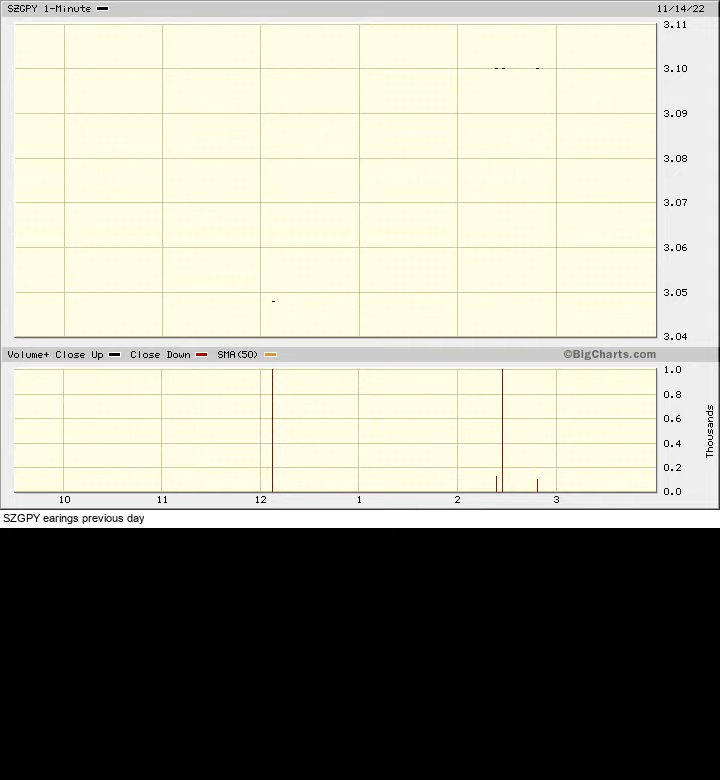 SZGPY 1-Minute 11/14/22
3.11
3.10
3.09
3.08
3.07
3.06
3.05
3.04
Volume+ Close Up Close Down SMA(50) ©BigCharts.com
1.0
0.8
0.6
0.4
0.2
0.0
Thousands
10 11 12 1 2 3
SZGPY earings previous day